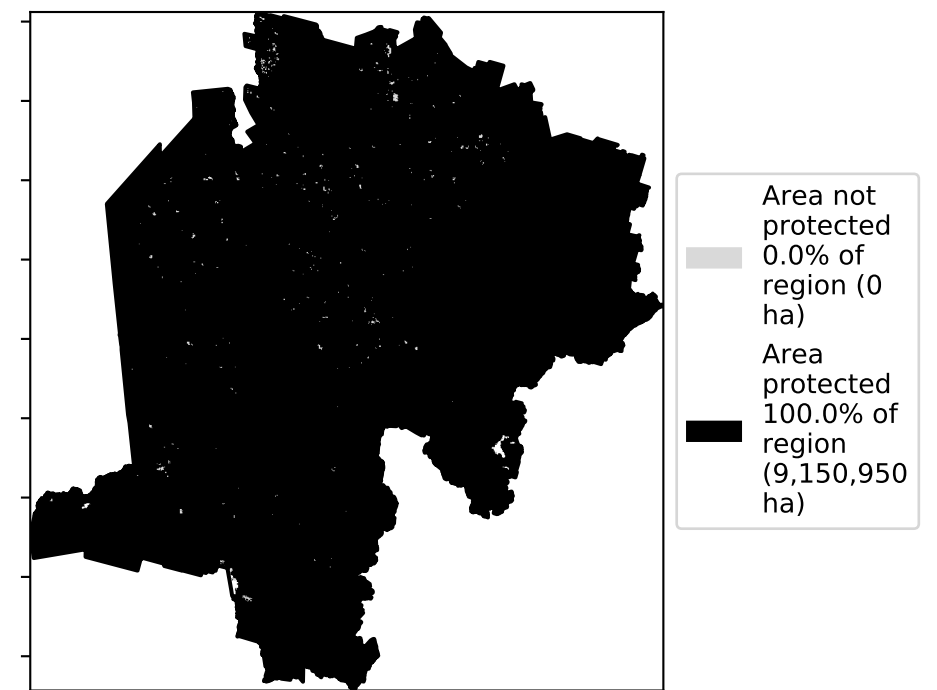 Area not
protected
0.0% of
region (0
ha)
Area
protected
100.0% of
region
(9,150,950
ha)